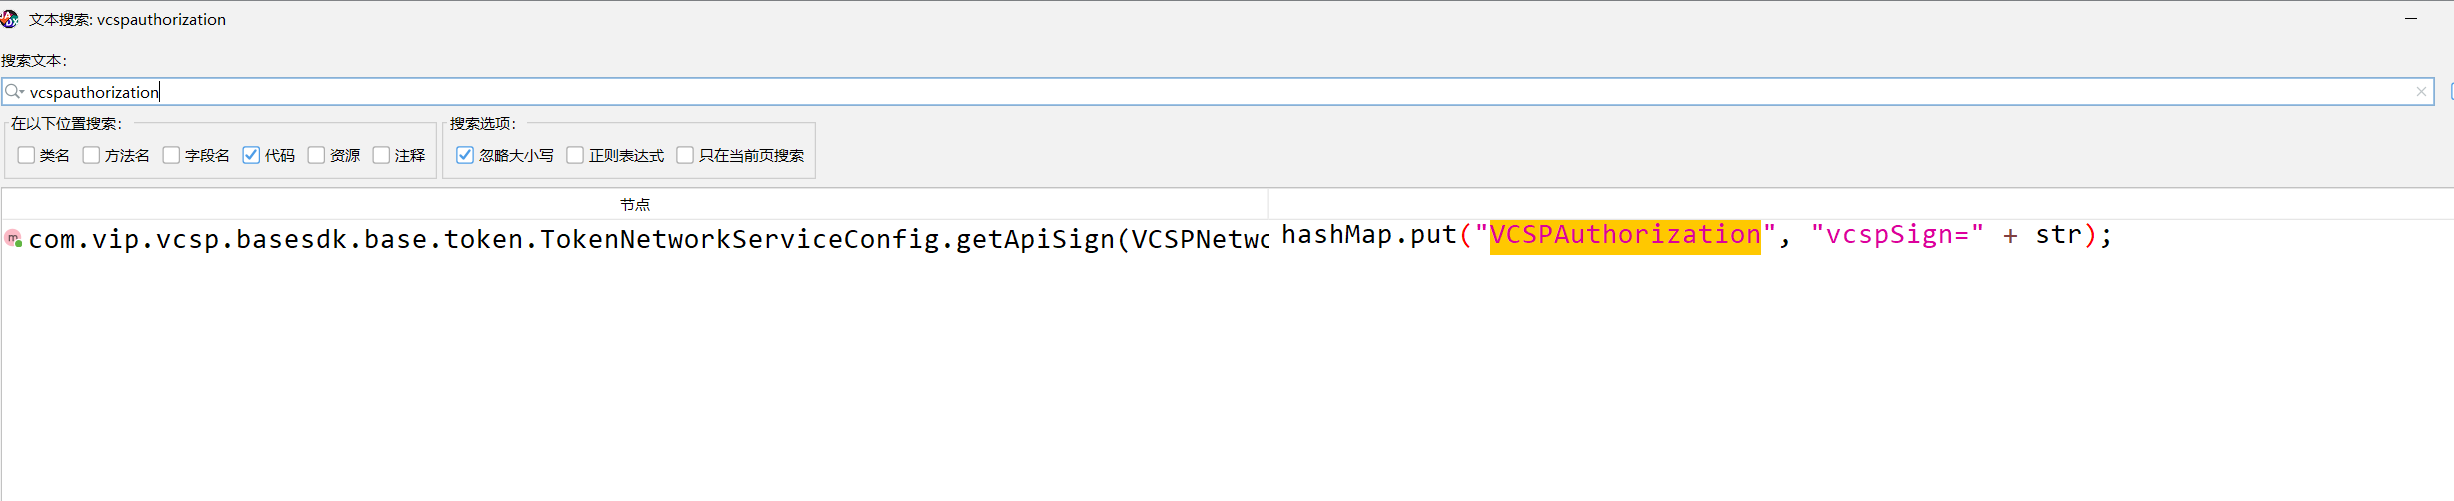 文本搜索: vcspauthorization
搜索文本：
vcspauthorization
在以下位置搜索： 搜索选项：
类名 方法名 字段名 代码 资源 注释 忽略大小写 正则表达式 只在当前页搜索
节点
com.vip.vcsp.basesdk.base.token.TokenNetworkServiceConfig.getApiSign(VCSPNetwo hashMap.put("VCSPAuthorization", "vcspSign=" + str);